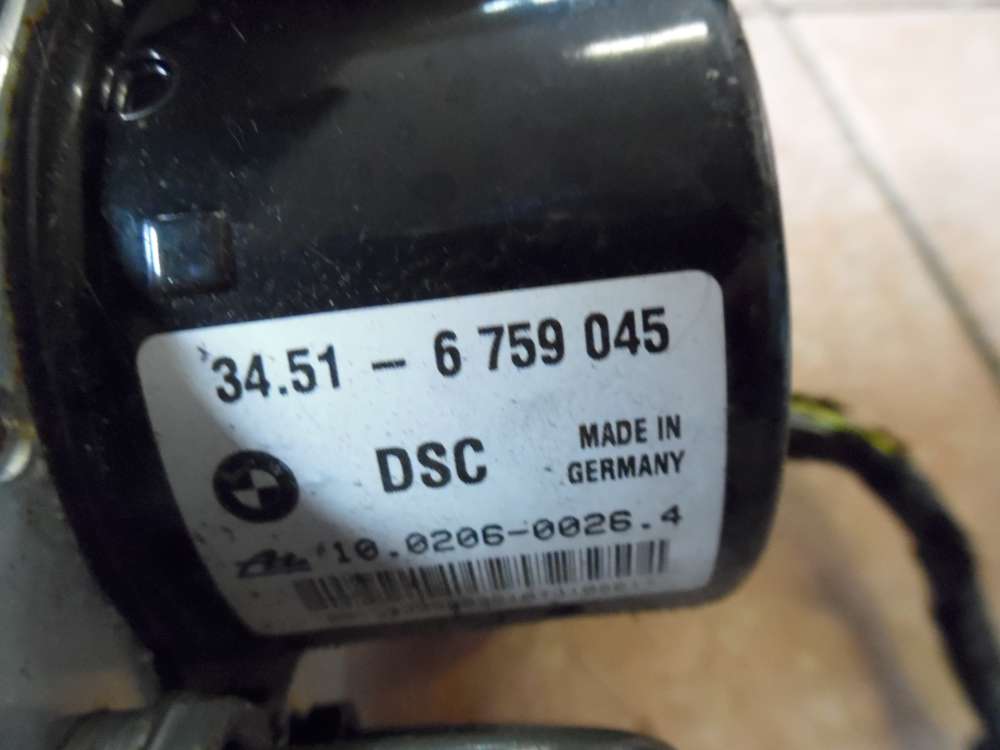 34.51 – 6 759 045
DSC
MADE IN
GERMANY
10.0206-0026.4